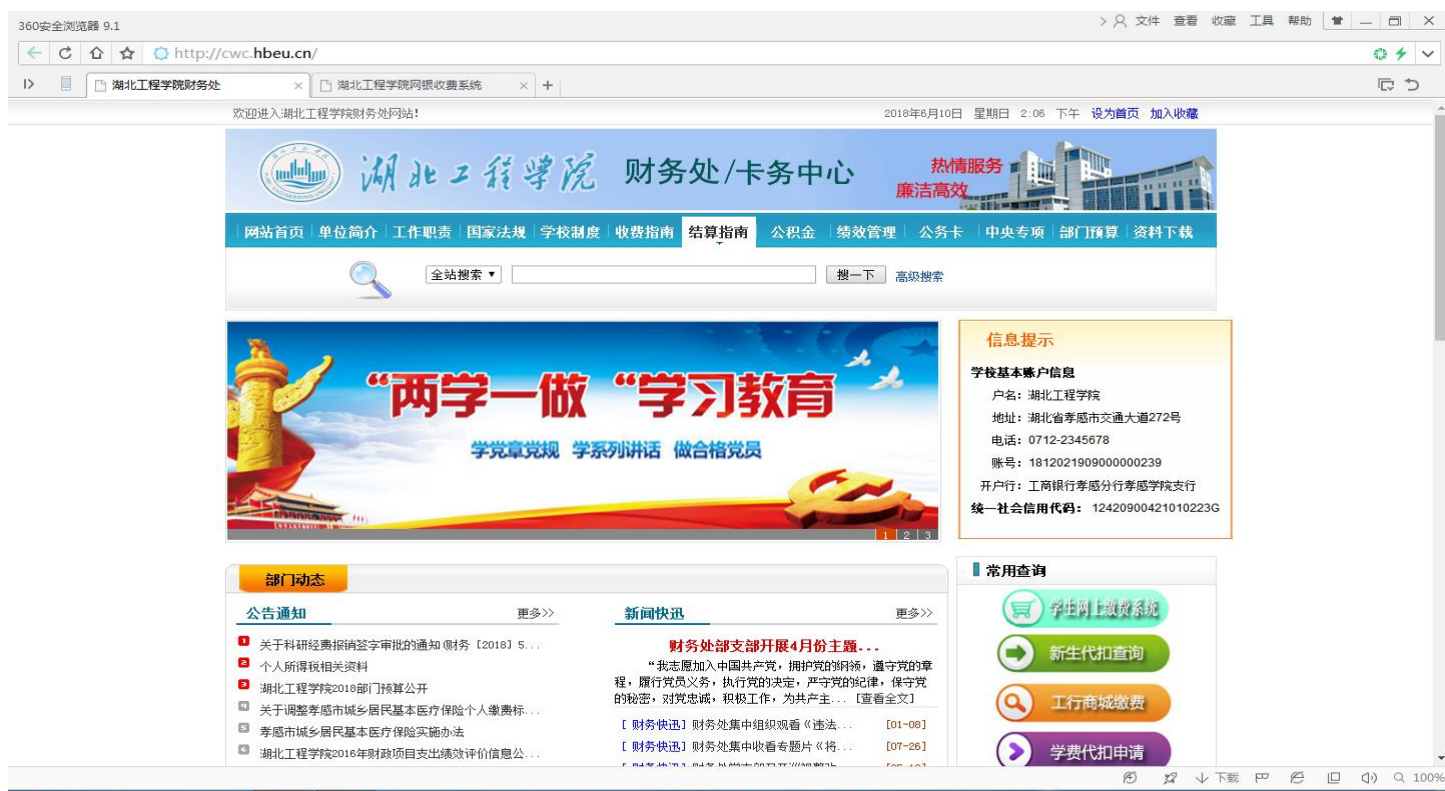 360安全浏览器 9.1
文件 查看 收藏 工具 帮助
http://cwc.hbeu.cn/
湖北工程学院财务处
湖北工程学院网银收费系统
欢迎进入湖北工程学院财务处网站!
2018年6月10日 星期日 2:06 下午 设为首页 加入收藏
湖北工程学院 财务处/卡务中心
热情服务
廉洁高效
网站首页 单位简介 工作职责 国家法规 学校制度 收费指南 结算指南 公积金 绩效管理 公务卡 中央专项 部门预算 资料下载
全站搜索 搜一下 高级搜索
“两学一做“学习教育
学党章党规 学系列讲话 做合格党员
1 2 3
信息提示
学校基本账户信息
户名：湖北工程学院
地址：湖北省孝感市交通大道272号
电话：0712-2345678
账号：1812021909000000239
开户行：工商银行孝感分行孝感学院支行
统一社会信用代码：12420900421010223G
部门动态
公告通知 更多>>
1 关于科研经费报销签字审批的通知(财务［2018］5...
2 个人所得税相关资料
3 湖北工程学院2018部门预算公开
4 关于调整孝感市城乡居民基本医疗保险个人缴费标...
5 孝感市城乡居民基本医疗保险实施办法
6 湖北工程学院2016年财政项目支出绩效评价信息公...
新闻快迅 更多>>
财务处部支部开展4月份主题...
“我志愿加入中国共产党，拥护党的纲领，遵守党的章
程，履行党员义务，执行党的决定，严守党的纪律，保守党
的秘密，对党忠诚，积极工作，为共产主... [查看全文]
[ 财务快迅] 财务处集中组织观看《违法... [01-08]
[ 财务快迅] 财务处集中收看专题片《将... [07-26]
常用查询
学生网上缴费系统
新生代扣查询
工行商城缴费
学费代扣申请
下载
100%